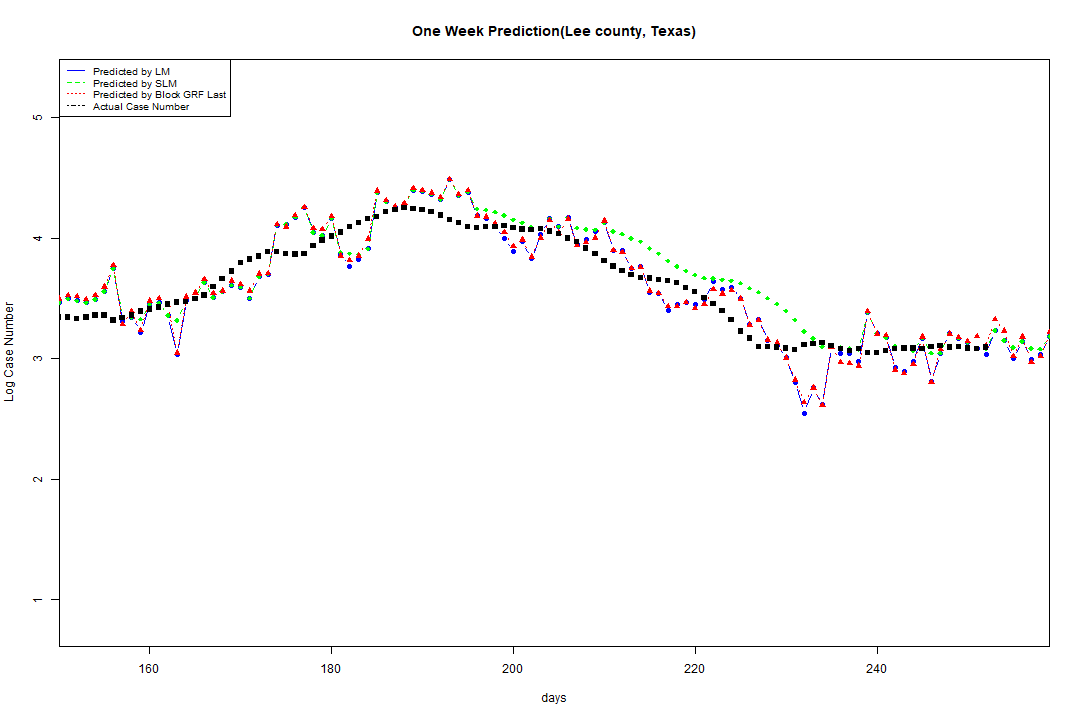 One Week Prediction(Lee county, Texas)
Predicted by LM
Predicted by SLM
Predicted by Block GRF Last
Actual Case Number
5
4
3
2
1
Log Case Number
160 180 200 220 240
days